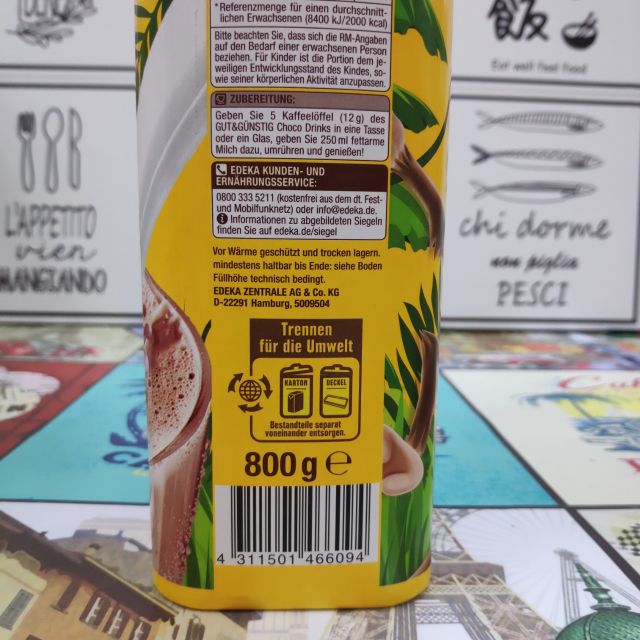 *Referenzmenge für einen durchschnitt-
lichen Erwachsenen (8400 kJ/2000 kcal)
Bitte beachten Sie, dass sich die RM-Angaben
auf den Bedarf einer erwachsenen Person
beziehen. Für Kinder ist die Portion dem je-
weiligen Entwicklungsstand des Kindes, so-
wie seiner körperlichen Aktivität anzupassen.
ZUBEREITUNG:
Geben Sie 5 Kaffeelöffel (12 g) des
GUT&GÜNSTIG Choco Drinks in eine Tasse
oder ein Glas, geben Sie 250 ml fettarme
Milch dazu, umrühren und genießen!
EDEKA KUNDEN- UND
ERNÄHRUNGSSERVICE:
0800 333 5211 (kostenfrei aus dem dt. Fest-
und Mobilfunknetz) oder info@edeka.de.
Informationen zu abgebildeten Siegeln
finden Sie auf edeka.de/siegel
Vor Wärme geschützt und trocken lagern.
mindestens haltbar bis Ende: siehe Boden
Füllhöhe technisch bedingt.
EDEKA ZENTRALE AG & Co. KG
D-22291 Hamburg, 5009504
Trennen
für die Umwelt
KARTON
DECKEL
Bestandteile separat
voneinander entsorgen.
800 g ℮
4 311501 466094
L'APPETITO
vien
MANGIANDO
飯
Eat well feel good
chi dorme
non piglia
PESCI